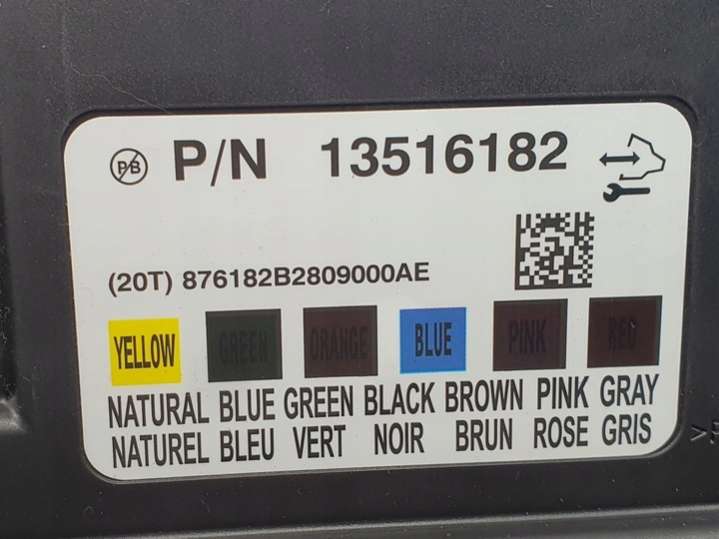 PB P/N 13516182
(20T) 876182B2809000AE
YELLOW GREEN ORANGE BLUE PINK RED
NATURAL BLUE GREEN BLACK BROWN PINK GRAY
NATUREL BLEU VERT NOIR BRUN ROSE GRIS